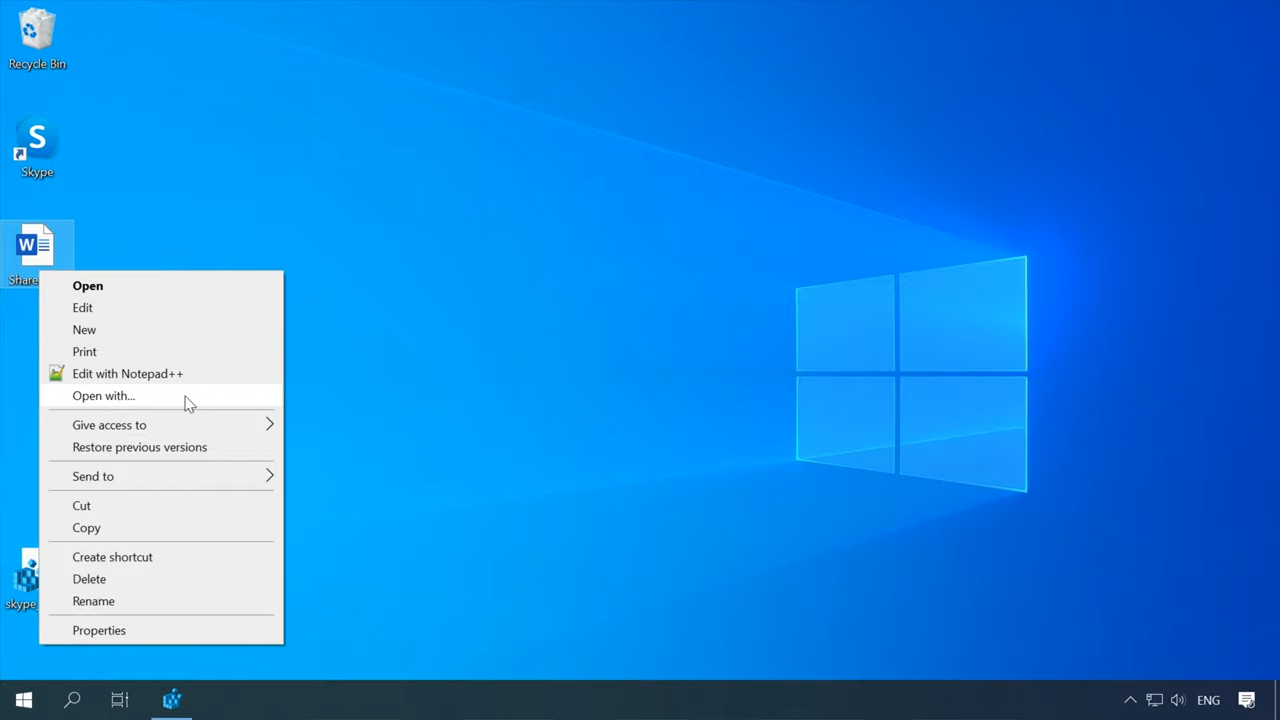 Recycle Bin
S
Skype
W
Share
Open
Edit
New
Print
Edit with Notepad++
Open with...
Give access to
Restore previous versions
Send to
Cut
Copy
Create shortcut
Delete
Rename
Properties
skype_
ENG